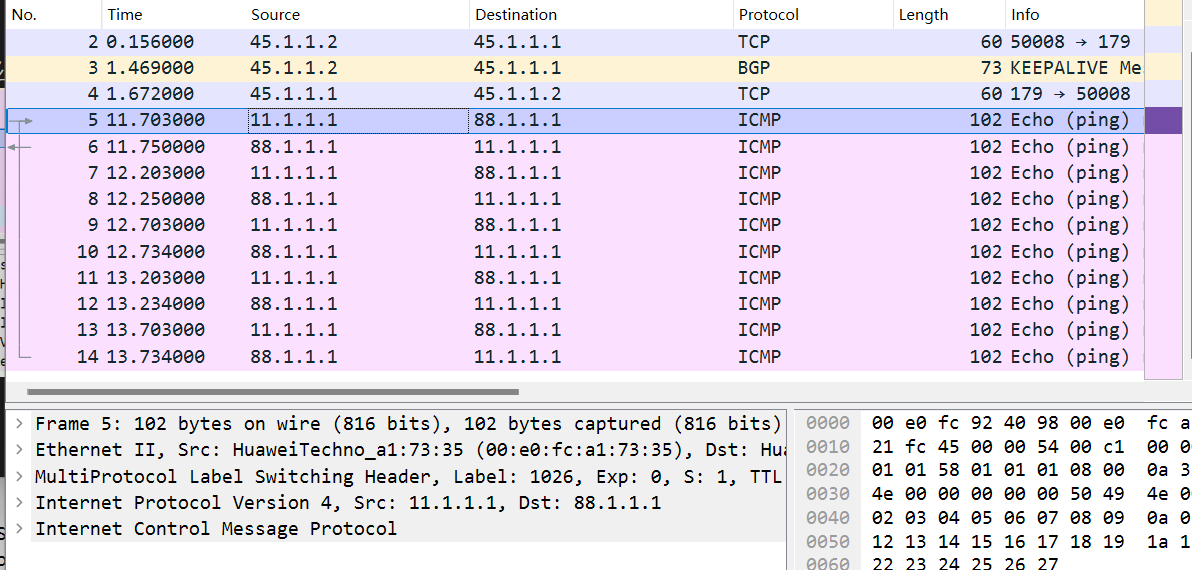 No. Time Source Destination Protocol Length Info
2 0.156000 45.1.1.2 45.1.1.1 TCP 60 50008 → 179
3 1.469000 45.1.1.2 45.1.1.1 BGP 73 KEEPALIVE Me
4 1.672000 45.1.1.1 45.1.1.2 TCP 60 179 → 50008
5 11.703000 11.1.1.1 88.1.1.1 ICMP 102 Echo (ping)
6 11.750000 88.1.1.1 11.1.1.1 ICMP 102 Echo (ping)
7 12.203000 11.1.1.1 88.1.1.1 ICMP 102 Echo (ping)
8 12.250000 88.1.1.1 11.1.1.1 ICMP 102 Echo (ping)
9 12.703000 11.1.1.1 88.1.1.1 ICMP 102 Echo (ping)
10 12.734000 88.1.1.1 11.1.1.1 ICMP 102 Echo (ping)
11 13.203000 11.1.1.1 88.1.1.1 ICMP 102 Echo (ping)
12 13.234000 88.1.1.1 11.1.1.1 ICMP 102 Echo (ping)
13 13.703000 11.1.1.1 88.1.1.1 ICMP 102 Echo (ping)
14 13.734000 88.1.1.1 11.1.1.1 ICMP 102 Echo (ping)
Frame 5: 102 bytes on wire (816 bits), 102 bytes captured (816 bits)
Ethernet II, Src: HuaweiTechno_a1:73:35 (00:e0:fc:a1:73:35), Dst: Hua
MultiProtocol Label Switching Header, Label: 1026, Exp: 0, S: 1, TTL
Internet Protocol Version 4, Src: 11.1.1.1, Dst: 88.1.1.1
Internet Control Message Protocol
0000 00 e0 fc 92 40 98 00 e0 fc a
0010 21 fc 45 00 00 54 00 c1 00 0
0020 01 01 58 01 01 01 08 00 0a 3
0030 4e 00 00 00 00 00 50 49 4e 0
0040 02 03 04 05 06 07 08 09 0a 0
0050 12 13 14 15 16 17 18 19 1a 1
0060 22 23 24 25 26 27